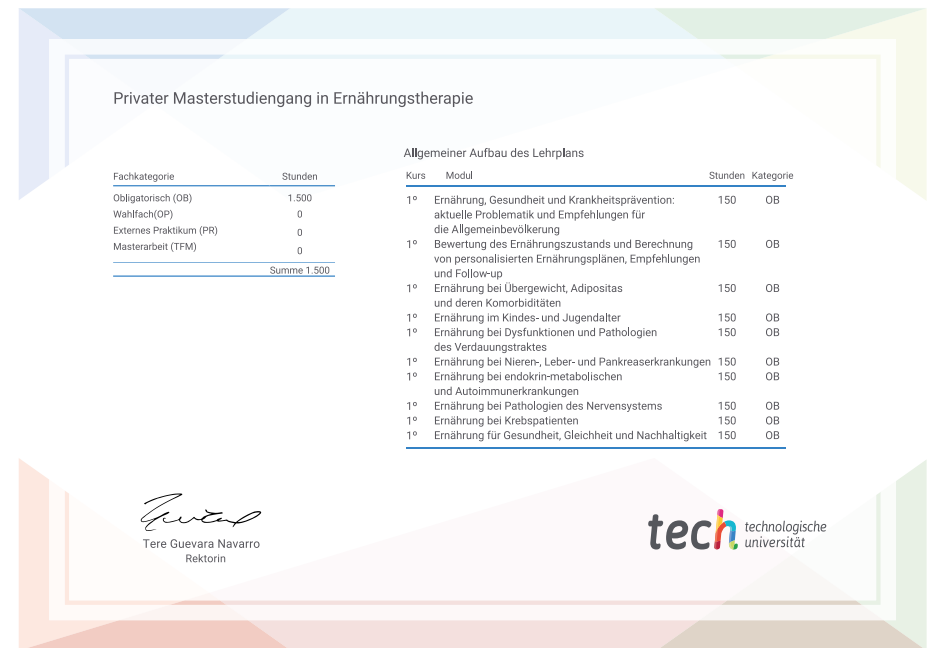 Privater Masterstudiengang in Ernährungstherapie
Fachkategorie Stunden
Obligatorisch (OB) 1.500
Wahlfach(OP) 0
Externes Praktikum (PR) 0
Masterarbeit (TFM) 0
Summe 1.500
Allgemeiner Aufbau des Lehrplans
Kurs Modul Stunden Kategorie
1º Ernährung, Gesundheit und Krankheitsprävention: 150 OB
aktuelle Problematik und Empfehlungen für
die Allgemeinbevölkerung
1º Bewertung des Ernährungszustands und Berechnung 150 OB
von personalisierten Ernährungsplänen, Empfehlungen
und Follow-up
1º Ernährung bei Übergewicht, Adipositas 150 OB
und deren Komorbiditäten
1º Ernährung im Kindes- und Jugendalter 150 OB
1º Ernährung bei Dysfunktionen und Pathologien 150 OB
des Verdauungstraktes
1º Ernährung bei Nieren-, Leber- und Pankreaserkrankungen 150 OB
1º Ernährung bei endokrin-metabolischen 150 OB
und Autoimmunerkrankungen
1º Ernährung bei Pathologien des Nervensystems 150 OB
1º Ernährung bei Krebspatienten 150 OB
1º Ernährung für Gesundheit, Gleichheit und Nachhaltigkeit 150 OB
Tere Guevara Navarro
Rektorin
tech technologische
universität